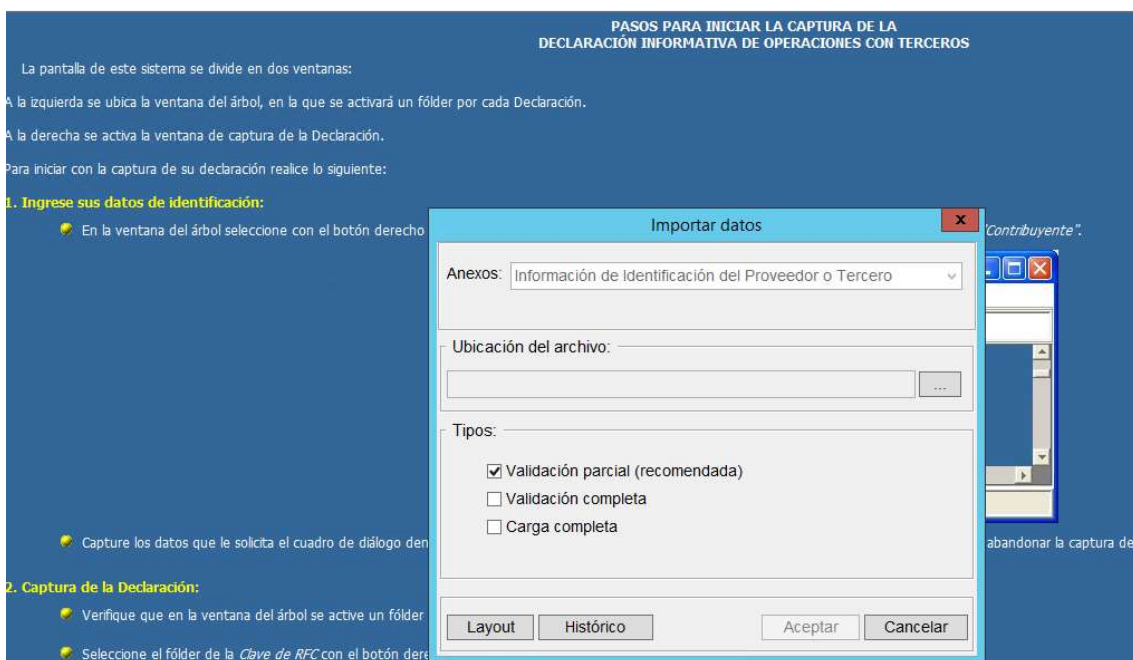 PASOS PARA INICIAR LA CAPTURA DE LA
DECLARACIÓN INFORMATIVA DE OPERACIONES CON TERCEROS
La pantalla de este sistema se divide en dos ventanas:
A la izquierda se ubica la ventana del árbol, en la que se activará un fólder por cada Declaración.
A la derecha se activa la ventana de captura de la Declaración.
Para iniciar con la captura de su declaración realice lo siguiente:
1. Ingrese sus datos de identificación:
En la ventana del árbol seleccione con el botón derecho
"Contribuyente".
Importar datos
x
Anexos: Información de Identificación del Proveedor o Tercero
Ubicación del archivo:
...
Tipos:
Validación parcial (recomendada)
Validación completa
Carga completa
Capture los datos que le solicita el cuadro de diálogo
abandonar la captura de
2. Captura de la Declaración:
Verifique que en la ventana del árbol se active un fólder
Layout Histórico Aceptar Cancelar
Seleccione el fólder de la Clave de RFC con el botón